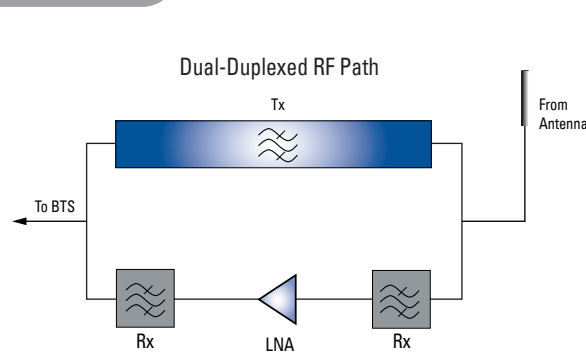 Dual-Duplexed RF Path
Tx
From
Antenna
To BTS
Rx
LNA
Rx